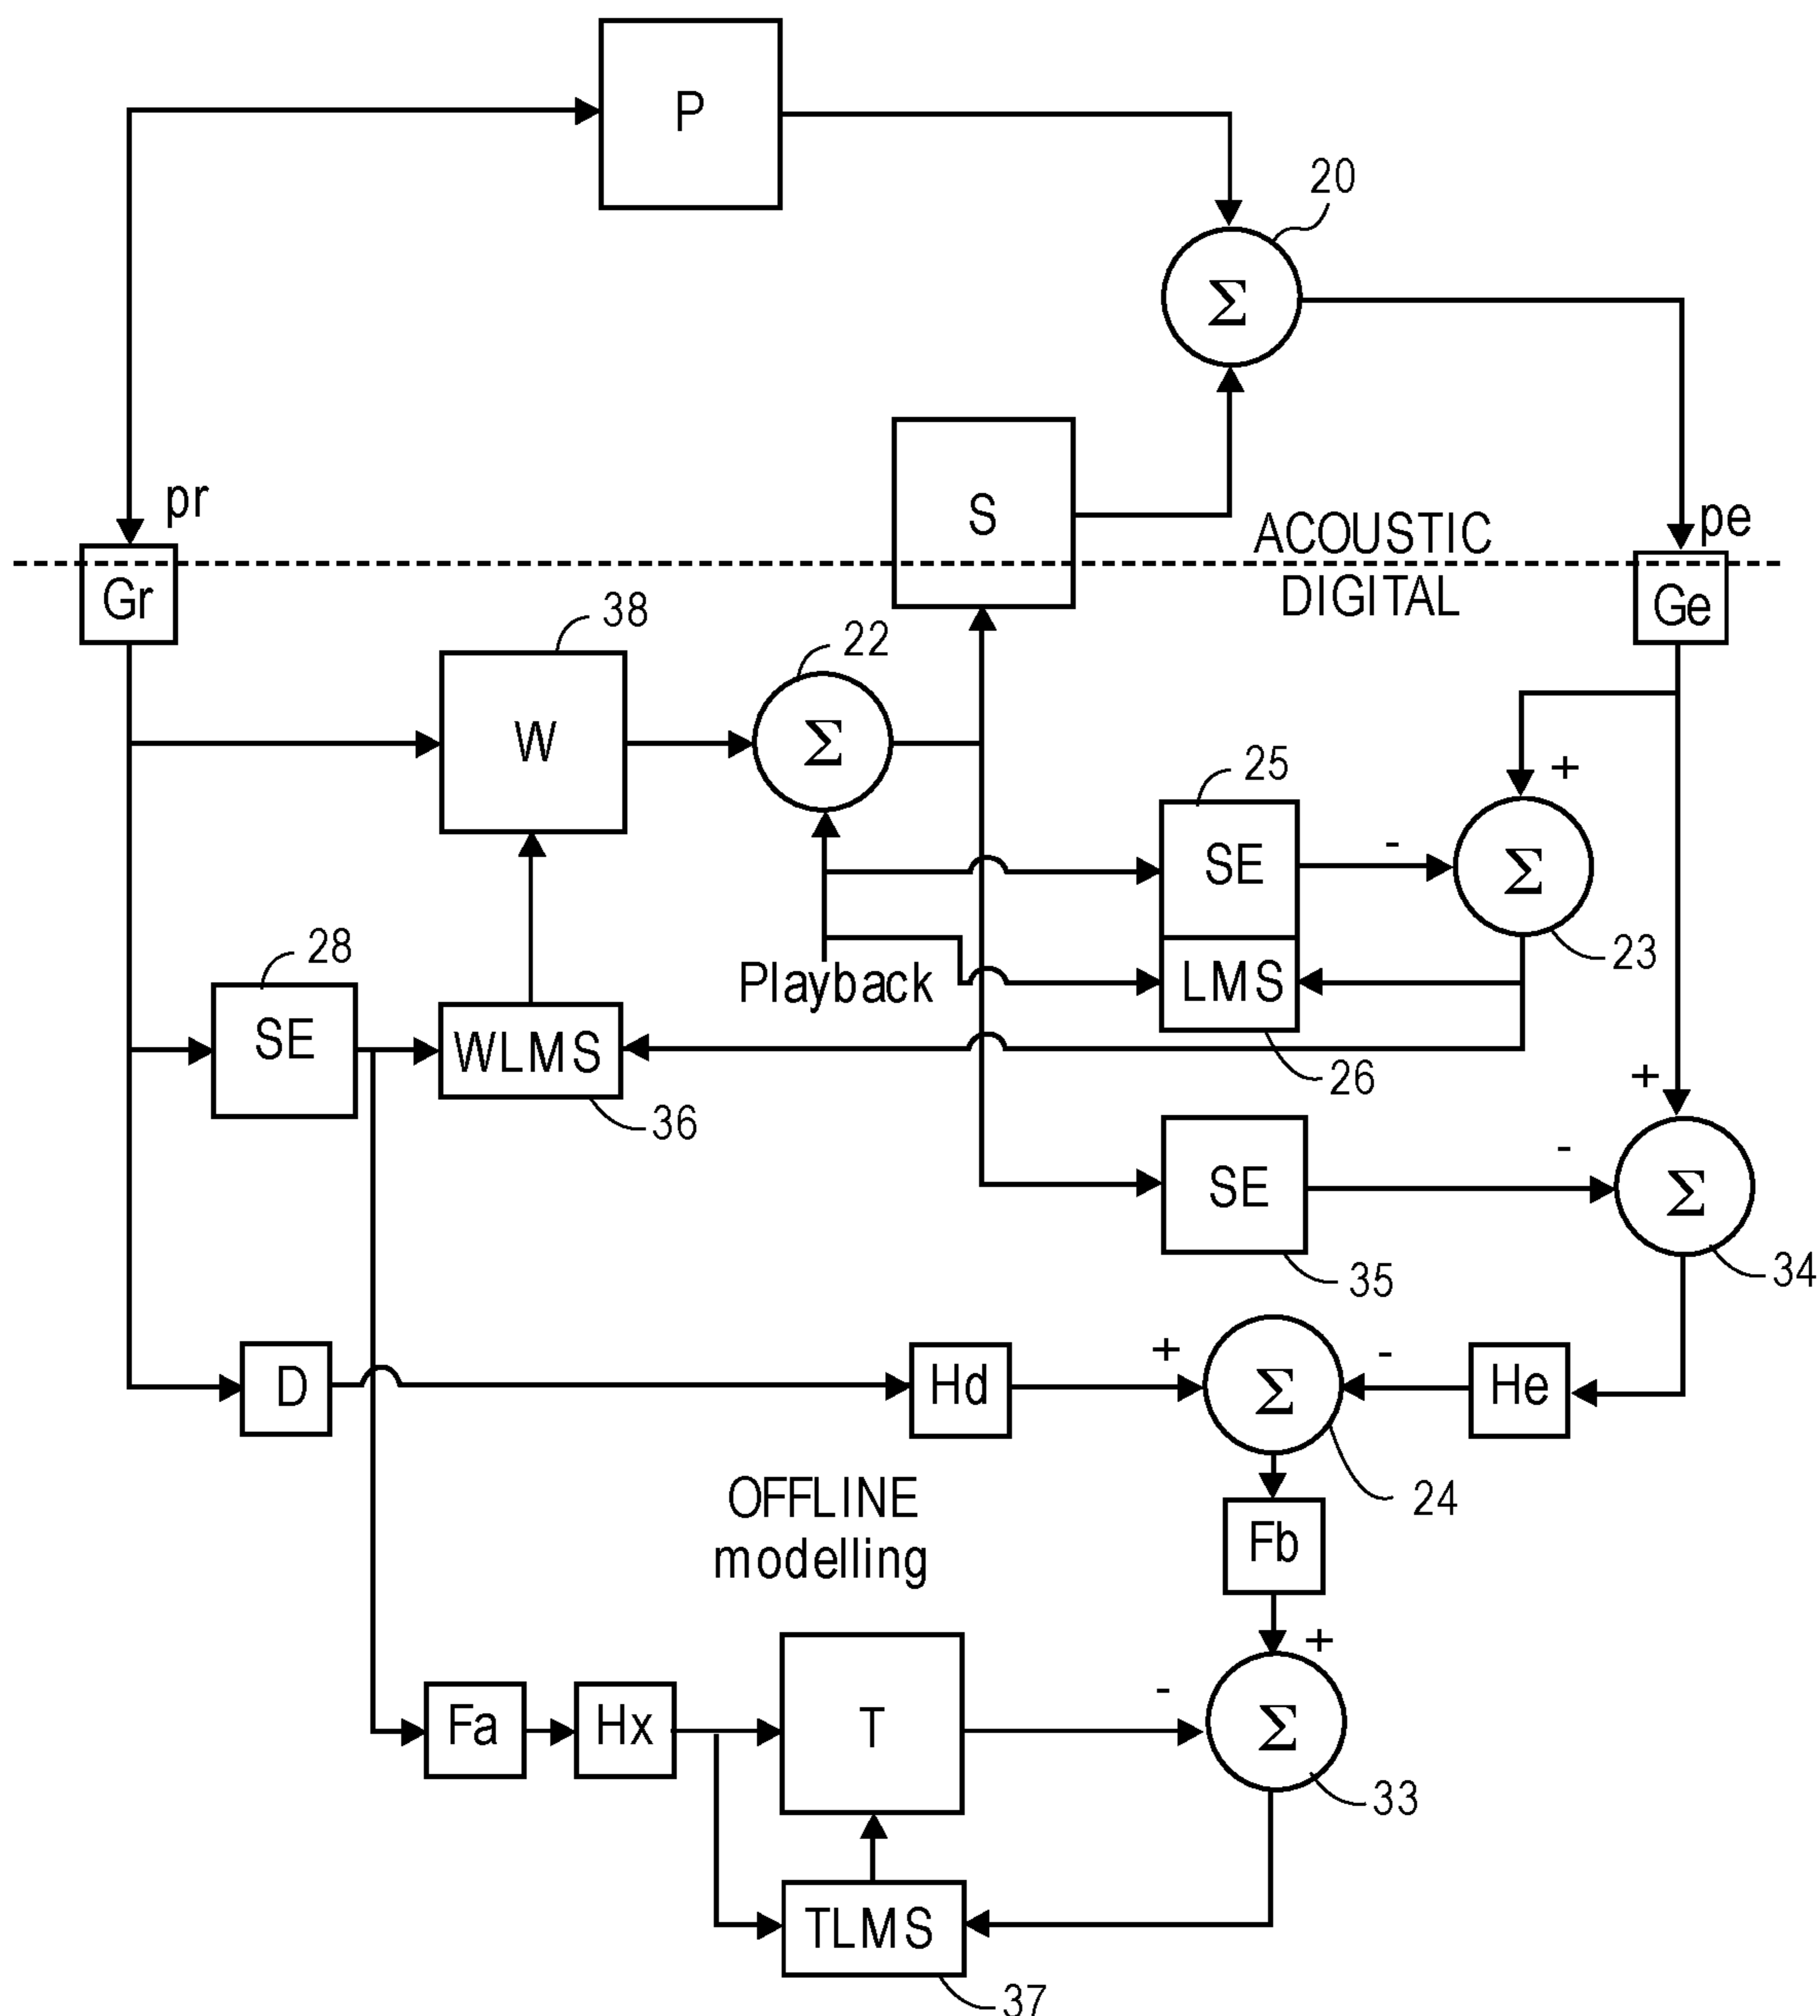 P
20
Σ
pr
S
ACOUSTIC
pe
Gr
DIGITAL
Ge
38
22
W
Σ
25
+
SE
-
Σ
28
Playback
LMS
23
SE
WLMS
26
+
36
-
SE
Σ
35
34
D
Hd
+
Σ
-
He
OFFLINE
modelling
24
Fb
+
Fa
Hx
T
-
Σ
33
TLMS
37